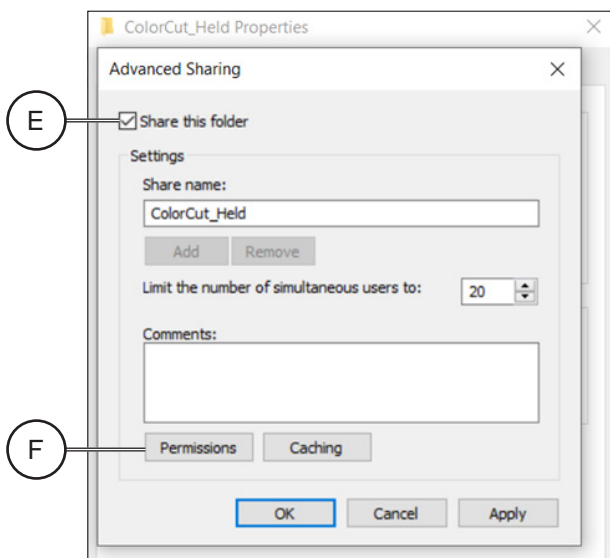 ColorCut_Held Properties
Advanced Sharing
E
Share this folder
Settings
Share name:
ColorCut_Held
Add Remove
Limit the number of simultaneous users to: 20
Comments:
F
Permissions Caching
OK Cancel Apply